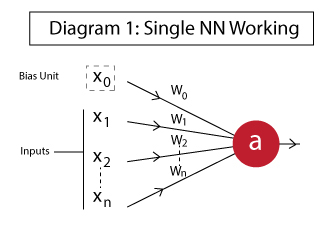 Diagram 1: Single NN Working
Bias Unit
x0
W0
x1
W1
Inputs
x2
W2
a
xn
Wn